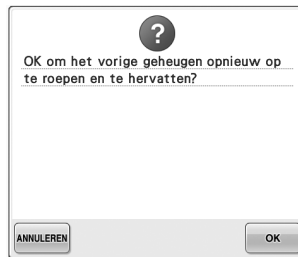 ?
OK om het vorige geheugen opnieuw op
te roepen en te hervatten?
ANNULEREN
OK